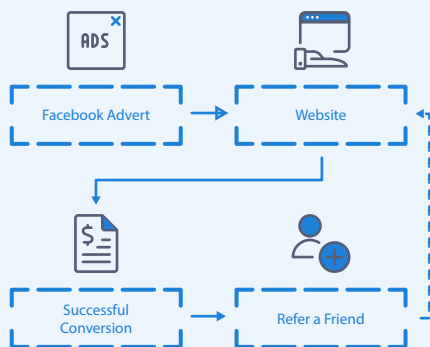 ADS
Facebook Advert
Website
$
Successful
Conversion
Refer a Friend